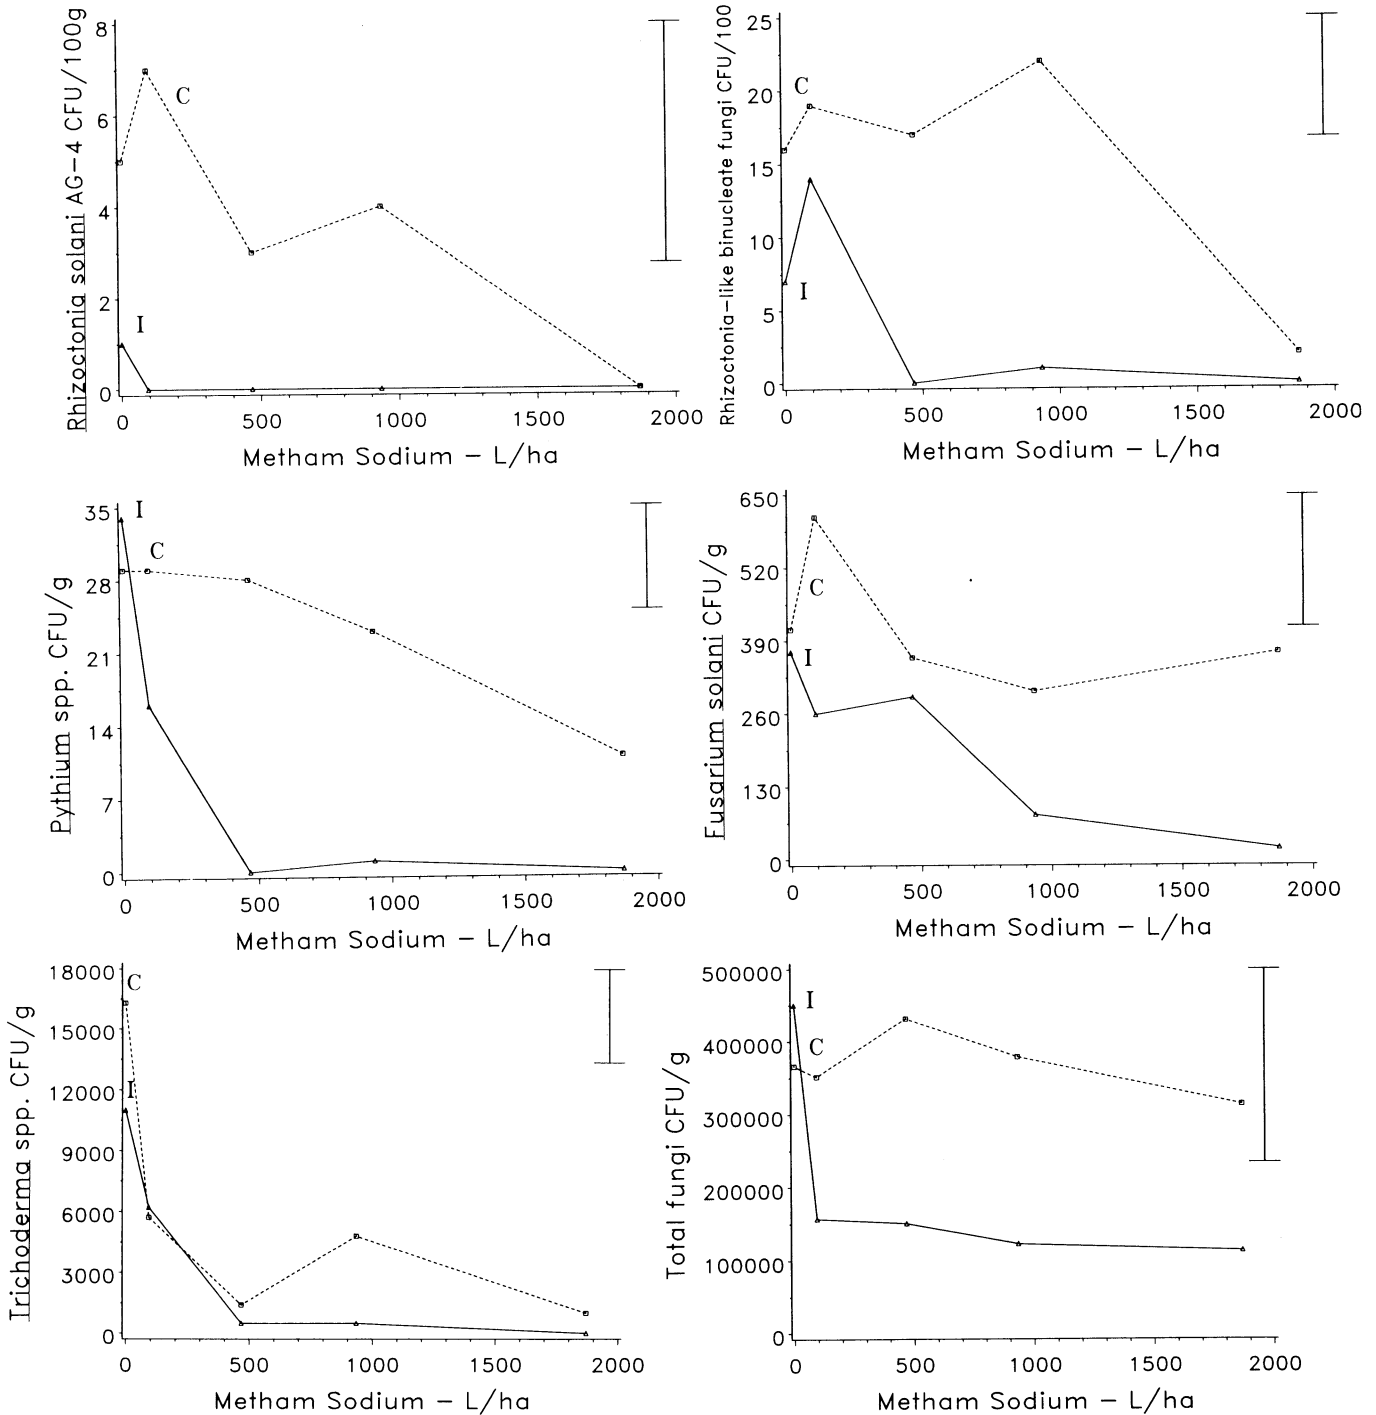 Rhizoctonia solani AG-4 CFU/100g
8
6
4
2
0
C
I
0 500 1000 1500 2000
Metham Sodium - L/ha
Rhizoctonia-like binucleate fungi CFU/100
25
20
15
10
5
0
C
I
0 500 1000 1500 2000
Metham Sodium - L/ha
Pythium spp. CFU/g
35
28
21
14
7
0
I
C
0 500 1000 1500 2000
Metham Sodium - L/ha
Fusarium solani CFU/g
650
520
390
260
130
0
C
I
0 500 1000 1500 2000
Metham Sodium - L/ha
Trichoderma spp. CFU/g
18000
15000
12000
9000
6000
3000
0
C
I
0 500 1000 1500 2000
Metham Sodium - L/ha
Total fungi CFU/g
500000
400000
300000
200000
100000
0
I
C
0 500 1000 1500 2000
Metham Sodium - L/ha